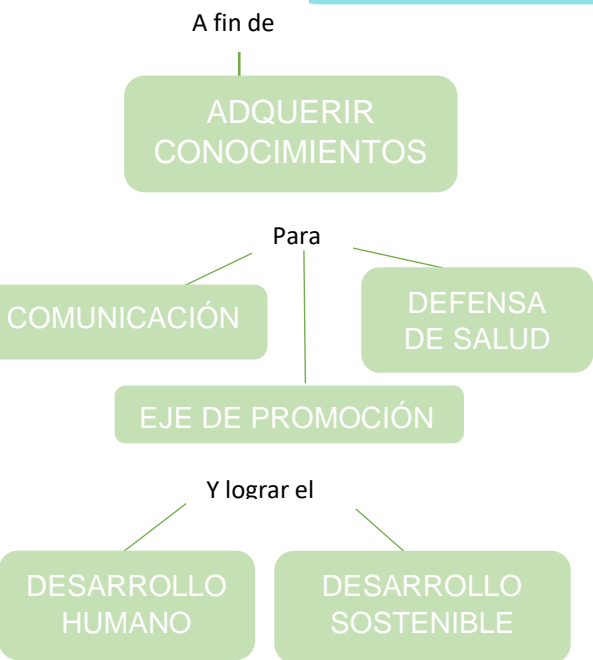 A fin de
ADQUERIR
CONOCIMIENTOS
Para
COMUNICACIÓN
DEFENSA
DE SALUD
EJE DE PROMOCIÓN
Y lograr el
DESARROLLO
HUMANO
DESARROLLO
SOSTENIBLE